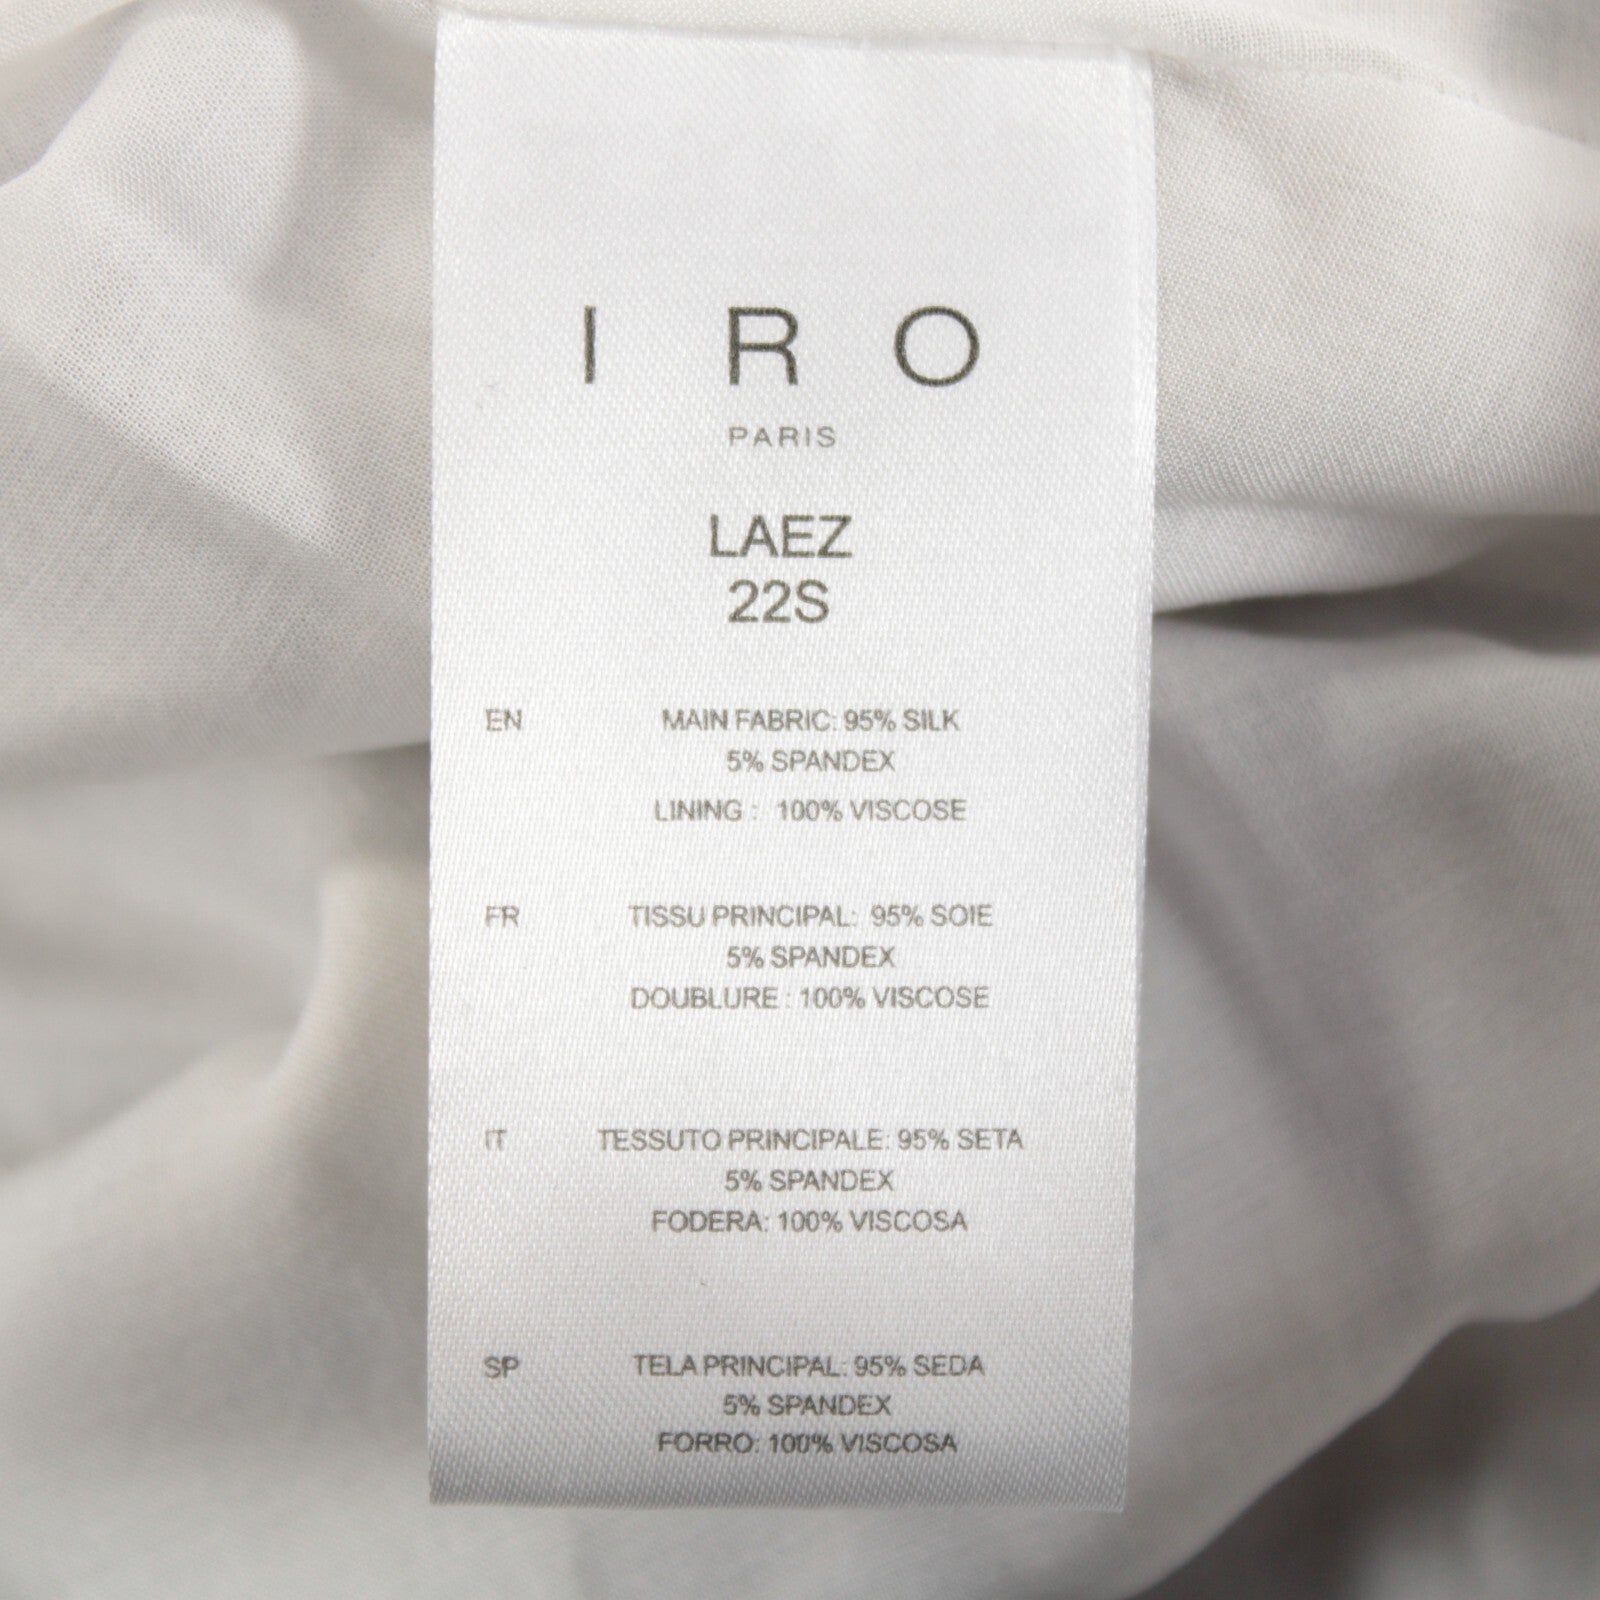 I R O
PARIS
LAEZ
22S
EN MAIN FABRIC: 95% SILK
5% SPANDEX
LINING : 100% VISCOSE
FR TISSU PRINCIPAL: 95% SOIE
5% SPANDEX
DOUBLURE : 100% VISCOSE
IT TESSUTO PRINCIPALE: 95% SETA
5% SPANDEX
FODERA: 100% VISCOSA
SP TELA PRINCIPAL: 95% SEDA
5% SPANDEX
FORRO: 100% VISCOSA